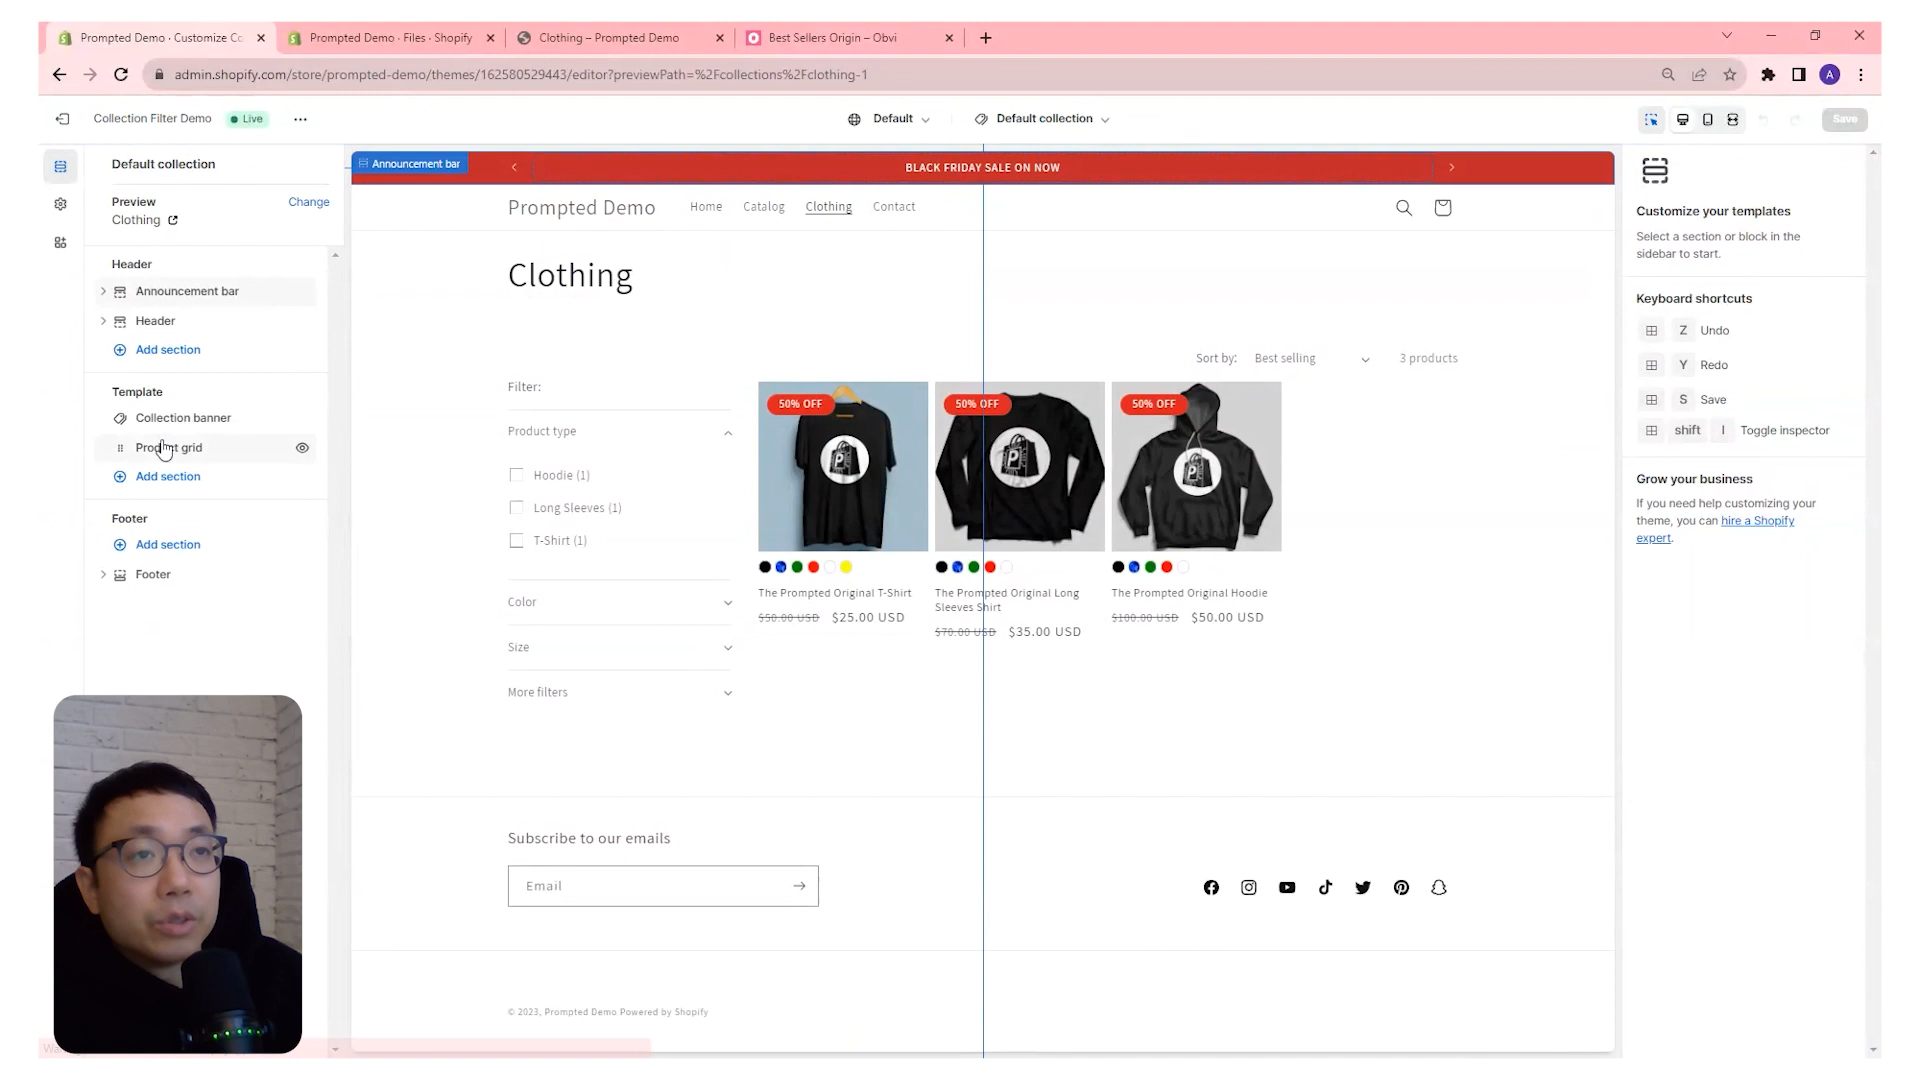 Prompted Demo · Customize Co
Prompted Demo · Files · Shopify
Clothing – Prompted Demo
Best Sellers Origin – Obvi
admin.shopify.com/store/prompted-demo/themes/162580529443/editor?previewPath=%2Fcollections%2Fclothing-1
A
Collection Filter Demo
Live
Default
Default collection
Save
Default collection
Preview
Change
Clothing
Header
Announcement bar
Header
Add section
Template
Collection banner
Product grid
Add section
Footer
Add section
Footer
Announcement bar
BLACK FRIDAY SALE ON NOW
Prompted Demo
Home
Catalog
Clothing
Contact
Clothing
Sort by:
Best selling
3 products
Filter:
Product type
Hoodie (1)
Long Sleeves (1)
T-Shirt (1)
Color
Size
More filters
50% OFF
50% OFF
50% OFF
P
P
P
The Prompted Original T-Shirt
$50.00 USD $25.00 USD
The Prompted Original Long
Sleeves Shirt
$70.00 USD $35.00 USD
The Prompted Original Hoodie
$100.00 USD $50.00 USD
Subscribe to our emails
Email
© 2023, Prompted Demo Powered by Shopify
Customize your templates
Select a section or block in the
sidebar to start.
Keyboard shortcuts
Z Undo
Y Redo
S Save
shift I Toggle inspector
Grow your business
If you need help customizing your
theme, you can hire a Shopify
expert.